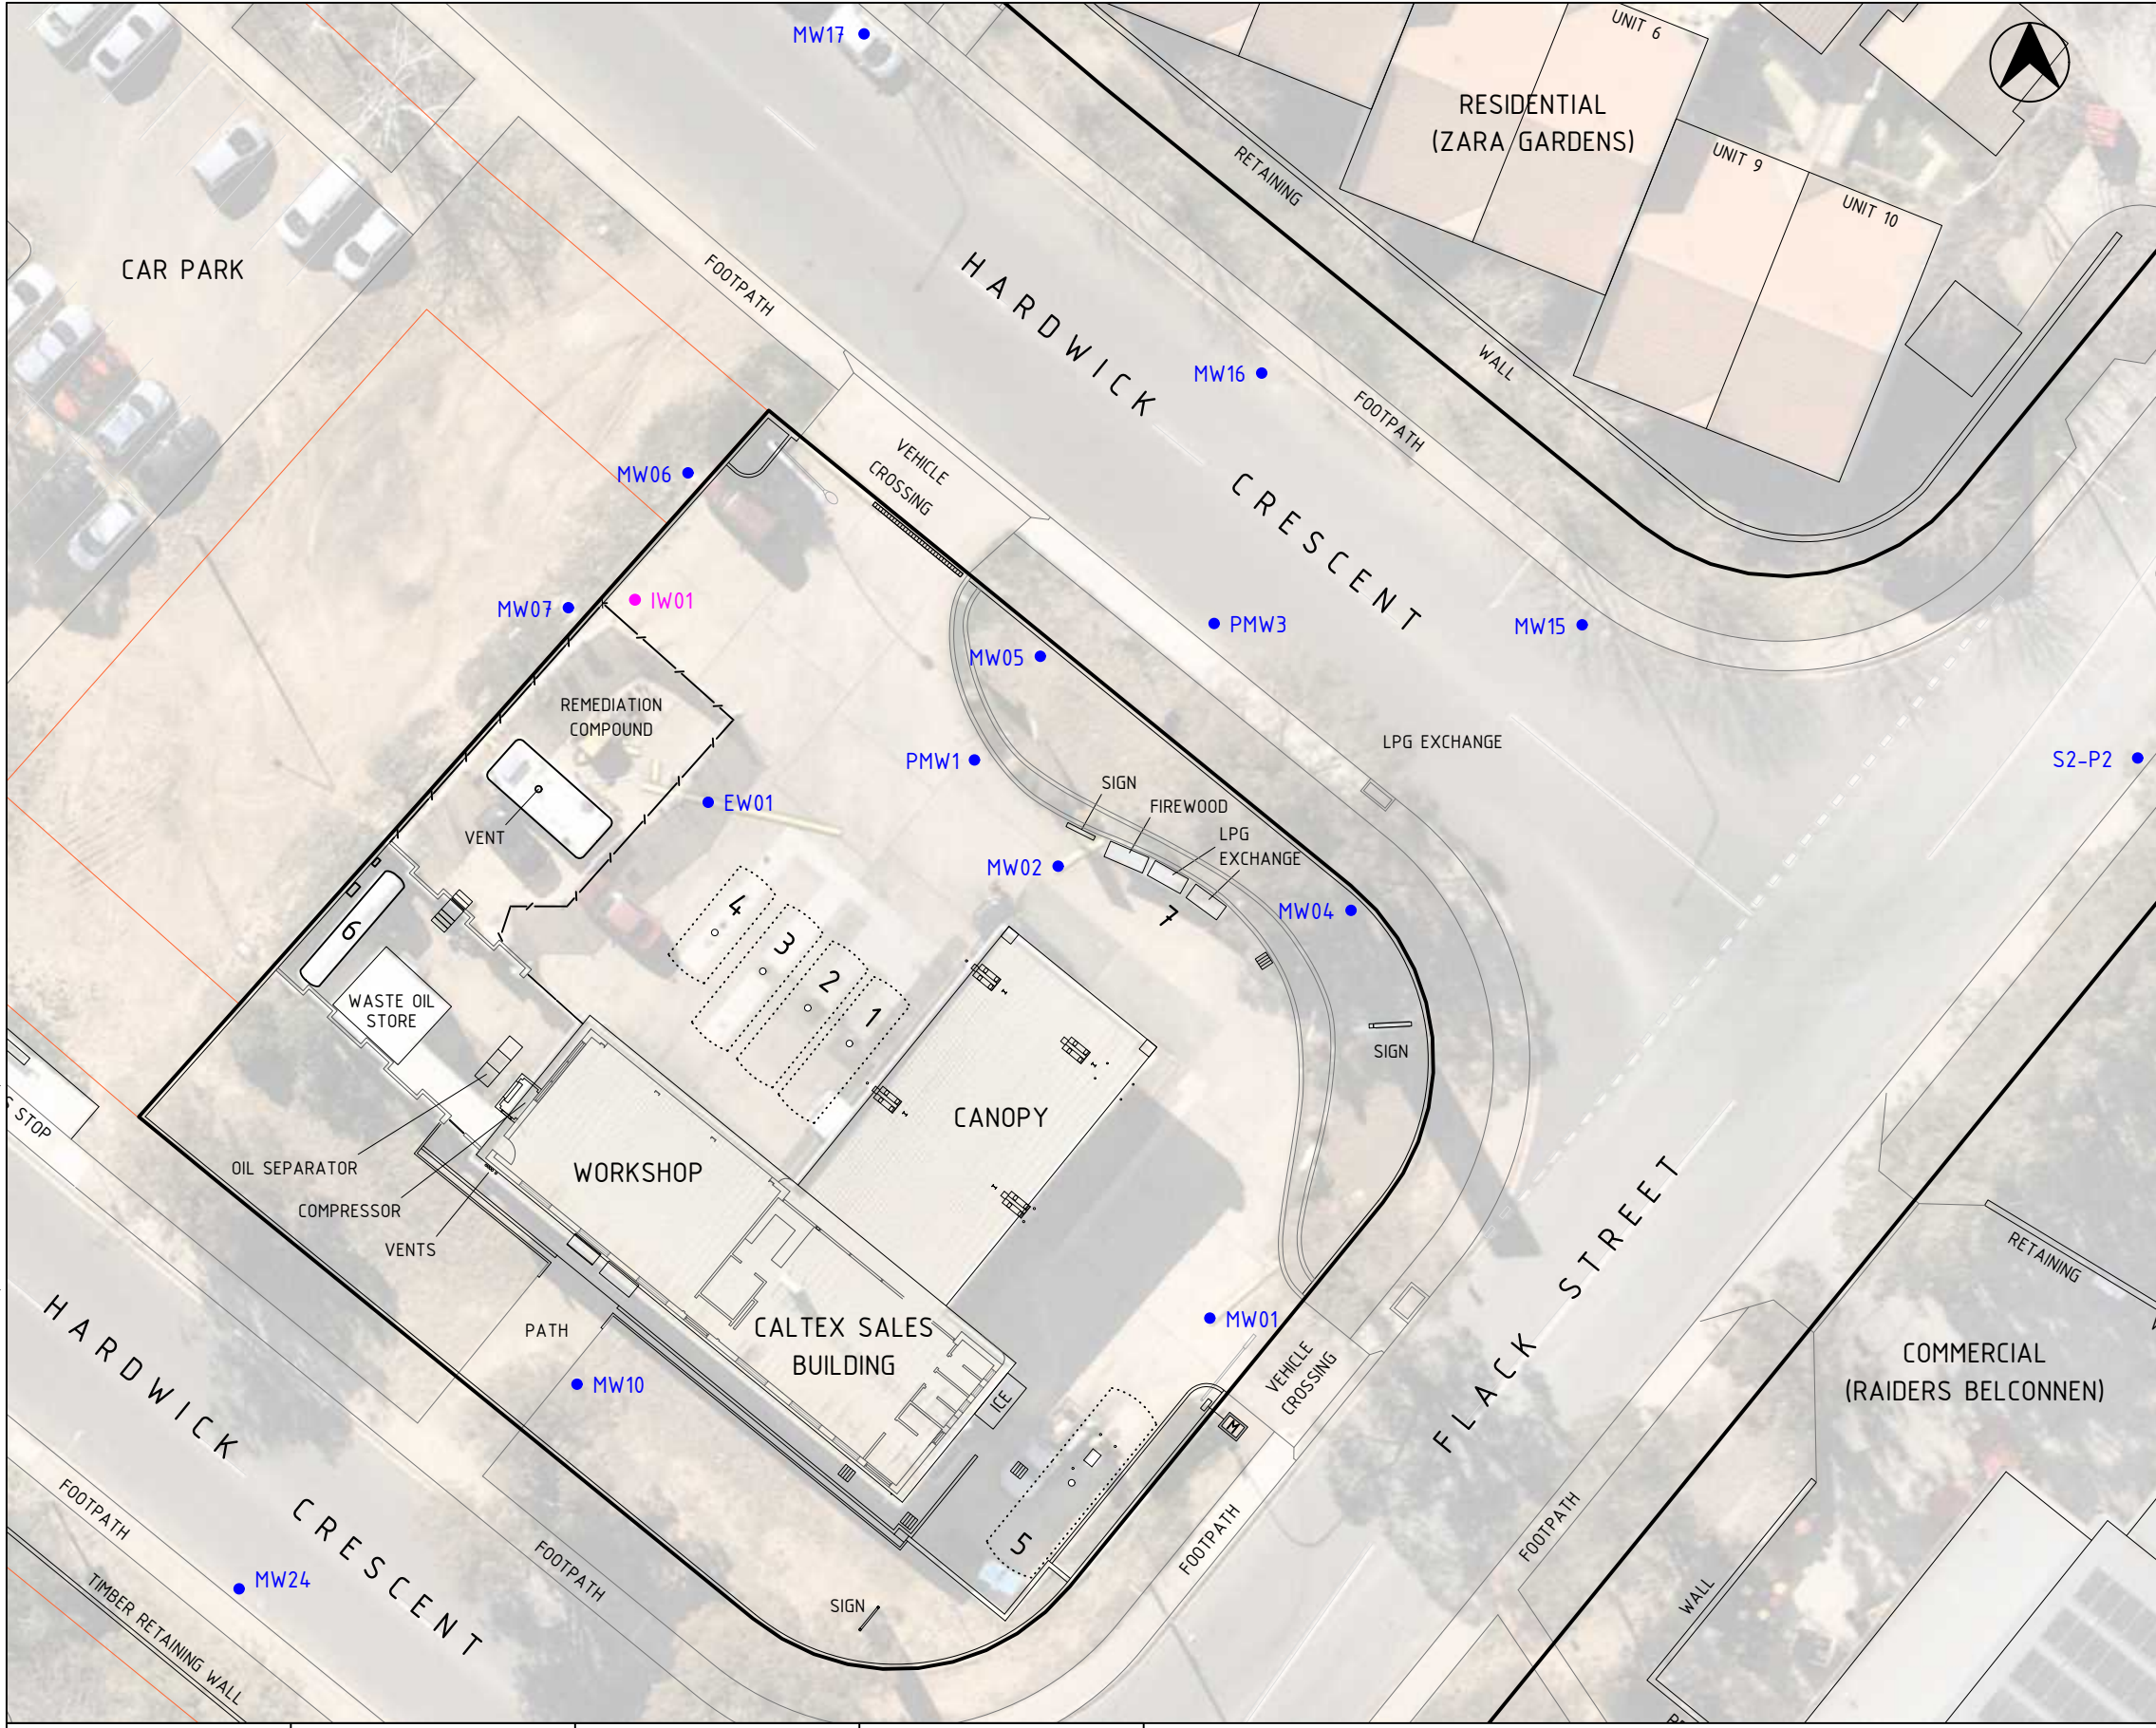 MW17
UNIT 6
RESIDENTIAL
(ZARA GARDENS)
UNIT 9
UNIT 10
RETAINING
WALL
CAR PARK
FOOTPATH
HARDWICK
CRESCENT
MW16
FOOTPATH
VEHICLE
CROSSING
MW06
MW07
IW01
MW05
PMW3
MW15
REMEDIATION
COMPOUND
LPG EXCHANGE
S2-P2
PMW1
SIGN
FIREWOOD
LPG
EXCHANGE
EW01
VENT
MW02
4
3
2
1
6
7
MW04
WASTE OIL
STORE
SIGN
CANOPY
S STOP
OIL SEPARATOR
WORKSHOP
COMPRESSOR
VENTS
FLACK STREET
RETAINING
HARDWICK
CRESCENT
PATH
CALTEX SALES
BUILDING
MW01
VEHICLE
CROSSING
COMMERCIAL
(RAIDERS BELCONNEN)
MW10
ICE
M
5
FOOTPATH
FOOTPATH
FOOTPATH
FOOTPATH
MW24
TIMBER RETAINING WALL
SIGN
WALL